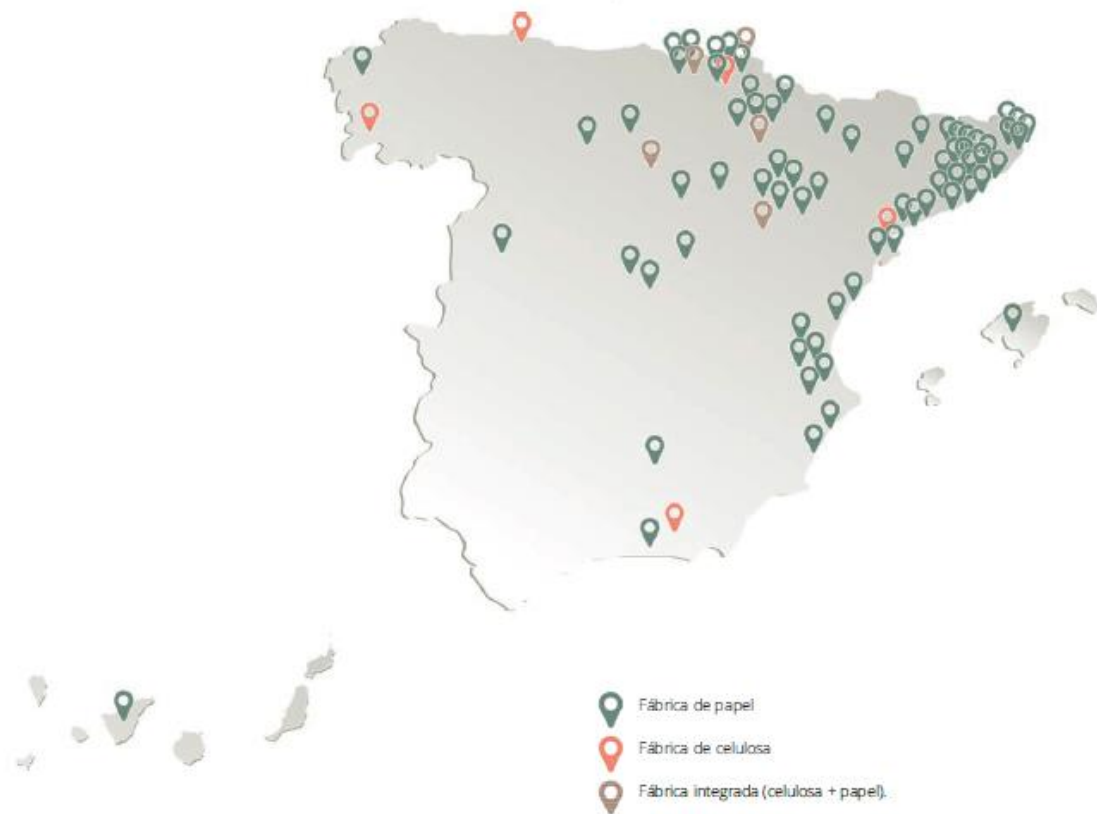 Fábrica de papel
Fábrica de celulosa
Fábrica integrada (celulosa + papel).